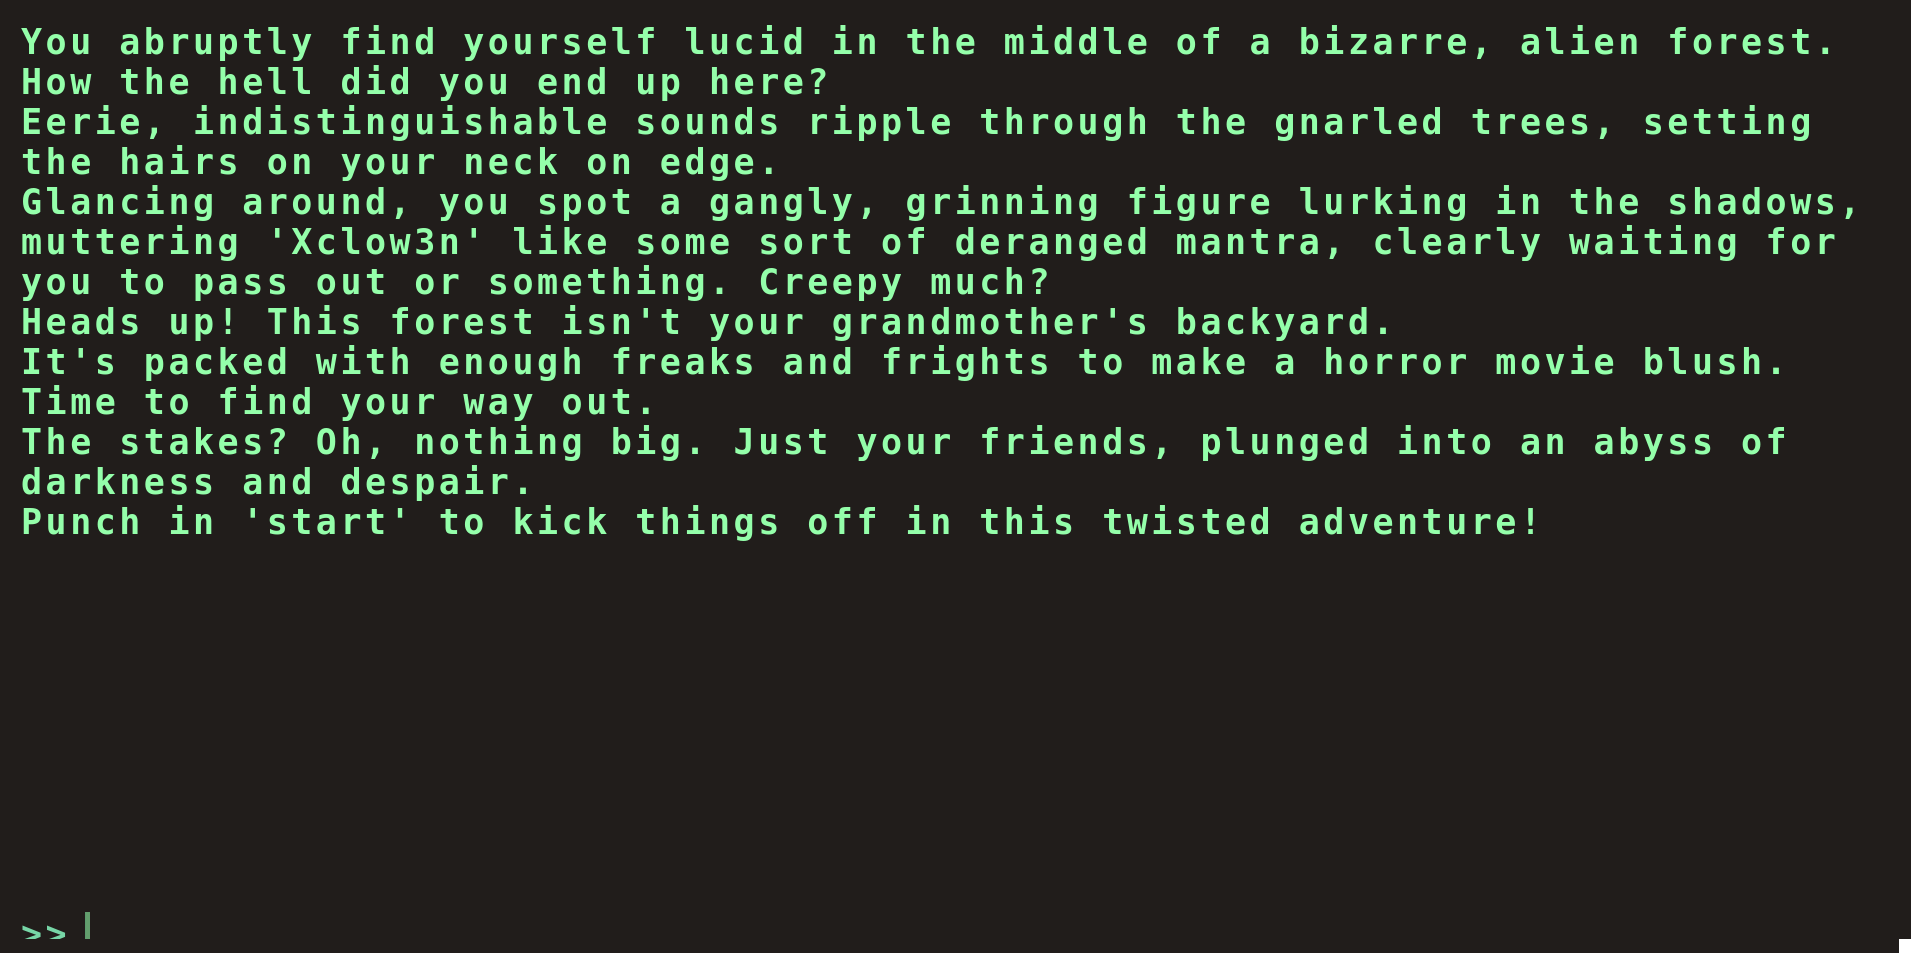 You abruptly find yourself lucid in the middle of a bizarre, alien forest.
How the hell did you end up here?
Eerie, indistinguishable sounds ripple through the gnarled trees, setting
the hairs on your neck on edge.
Glancing around, you spot a gangly, grinning figure lurking in the shadows,
muttering 'Xclow3n' like some sort of deranged mantra, clearly waiting for
you to pass out or something. Creepy much?
Heads up! This forest isn't your grandmother's backyard.
It's packed with enough freaks and frights to make a horror movie blush.
Time to find your way out.
The stakes? Oh, nothing big. Just your friends, plunged into an abyss of
darkness and despair.
Punch in 'start' to kick things off in this twisted adventure!
>>